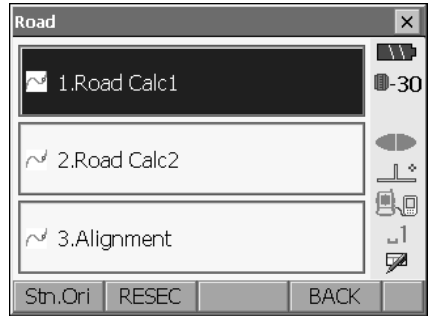 Road
1.Road Calc1
-30
2.Road Calc2
3.Alignment
1
Stn.Ori RESEC BACK